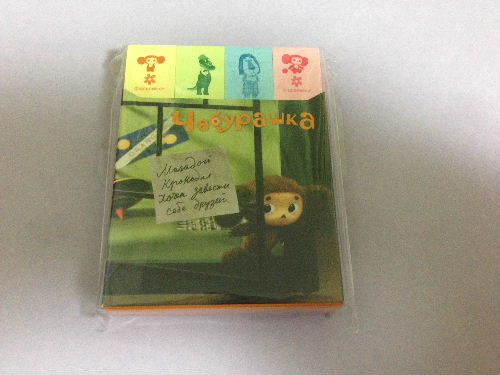 Чебурашка
Молодой
Крокодил
хочет завести
себе друзей